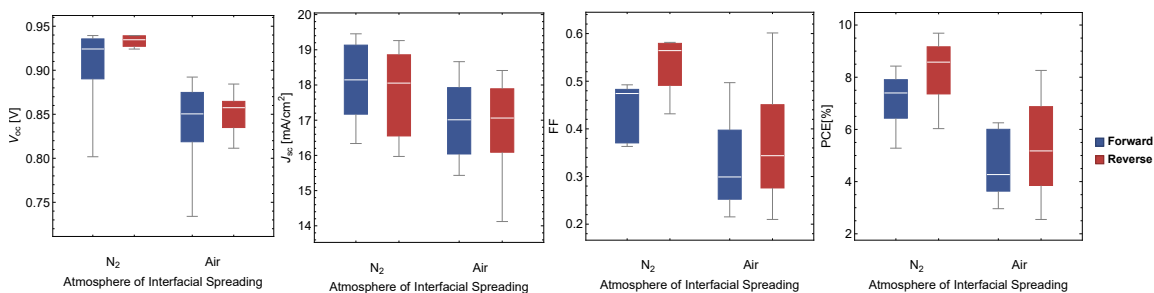 V_oc [V]
0.95
0.90
0.85
0.80
0.75
N₂ Air
Atmosphere of Interfacial Spreading
J_sc [mA/cm²]
20
19
18
17
16
15
14
N₂ Air
Atmosphere of Interfacial Spreading
FF
0.6
0.5
0.4
0.3
0.2
N₂ Air
Atmosphere of Interfacial Spreading
PCE[%]
10
8
6
4
2
N₂ Air
Atmosphere of Interfacial Spreading
Forward
Reverse